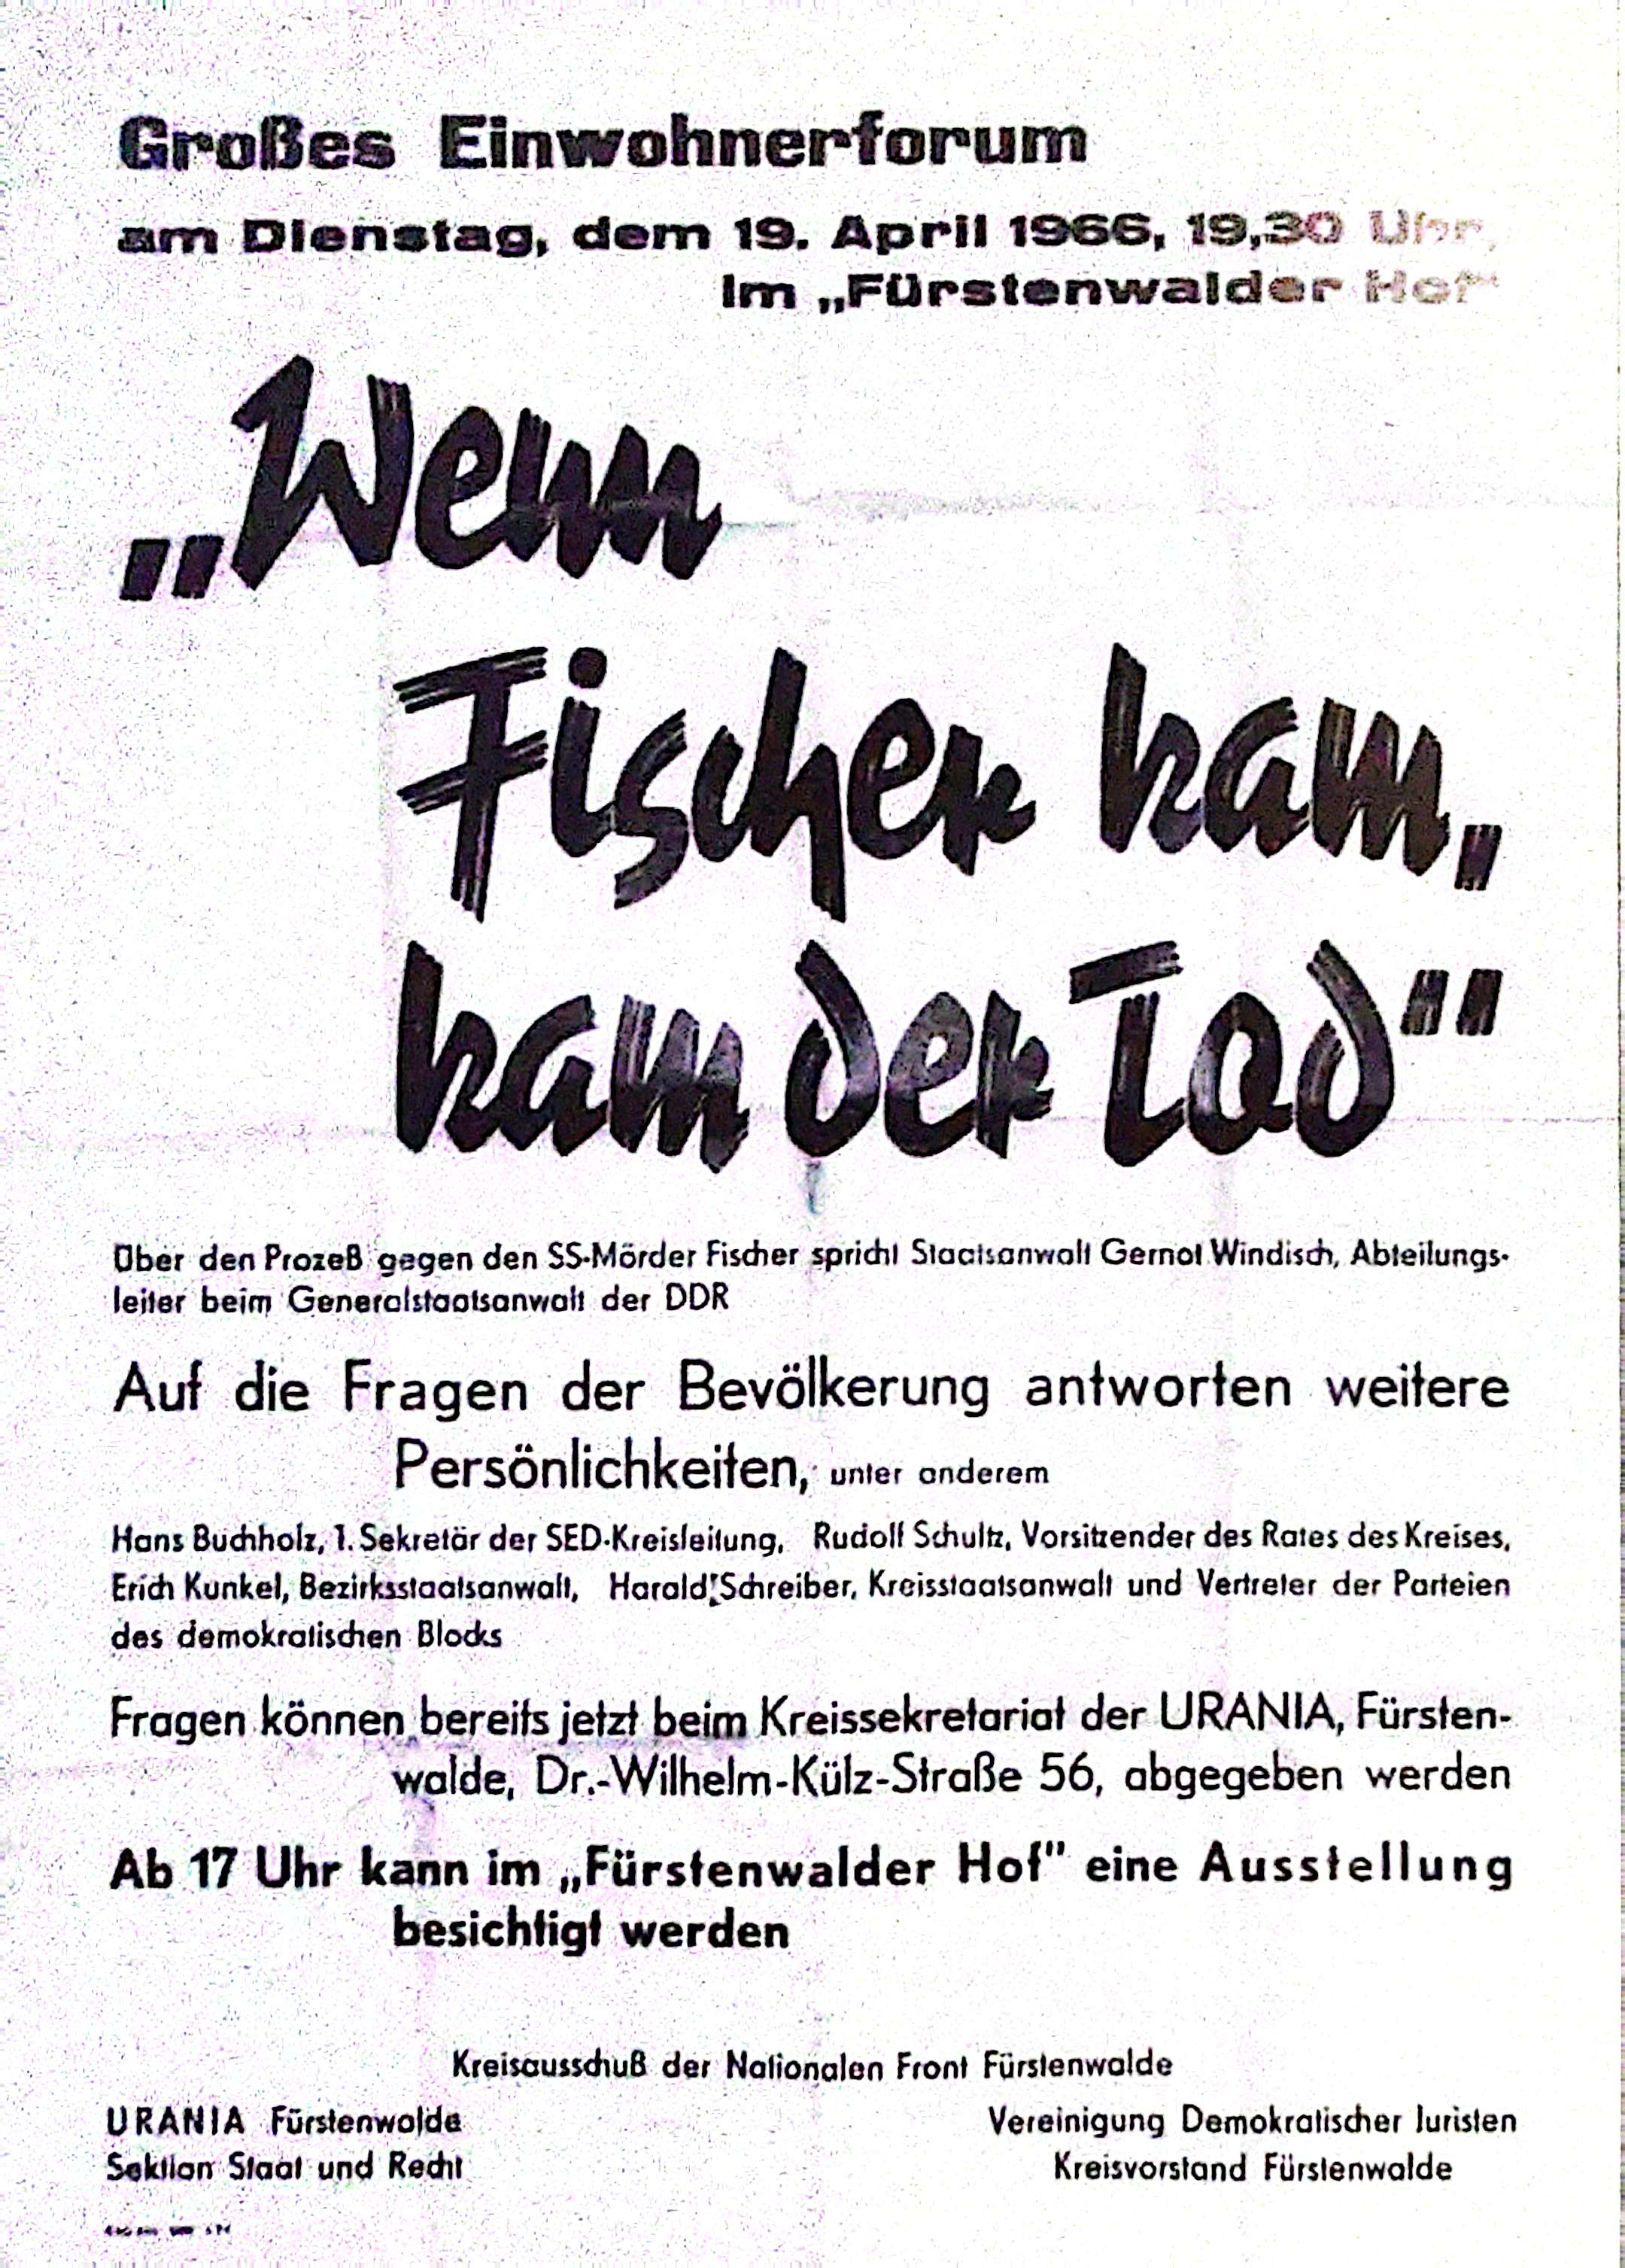 Großes Einwohnerforum
am Dienstag, dem 19. April 1966, 19,30 Uhr,
im „Fürstenwalder Hof“
„Wenn
Fischer kam,
kam der Tod“
Über den Prozeß gegen den SS-Mörder Fischer spricht Staatsanwalt Gernot Windisch, Abteilungs-
leiter beim Generalstaatsanwalt der DDR
Auf die Fragen der Bevölkerung antworten weitere
Persönlichkeiten, unter anderem
Hans Buchholz, 1. Sekretär der SED-Kreisleitung, Rudolf Schultz, Vorsitzender des Rates des Kreises,
Erich Kunkel, Bezirksstaatsanwalt, Harald Schreiber, Kreisstaatsanwalt und Vertreter der Parteien
des demokratischen Blocks
Fragen können bereits jetzt beim Kreissekretariat der URANIA, Fürsten-
walde, Dr.-Wilhelm-Külz-Straße 56, abgegeben werden
Ab 17 Uhr kann im „Fürstenwalder Hof“ eine Ausstellung
besichtigt werden
Kreisausschuß der Nationalen Front Fürstenwalde
URANIA Fürstenwalde
Sektion Staat und Recht
Vereinigung Demokratischer Juristen
Kreisvorstand Fürstenwalde